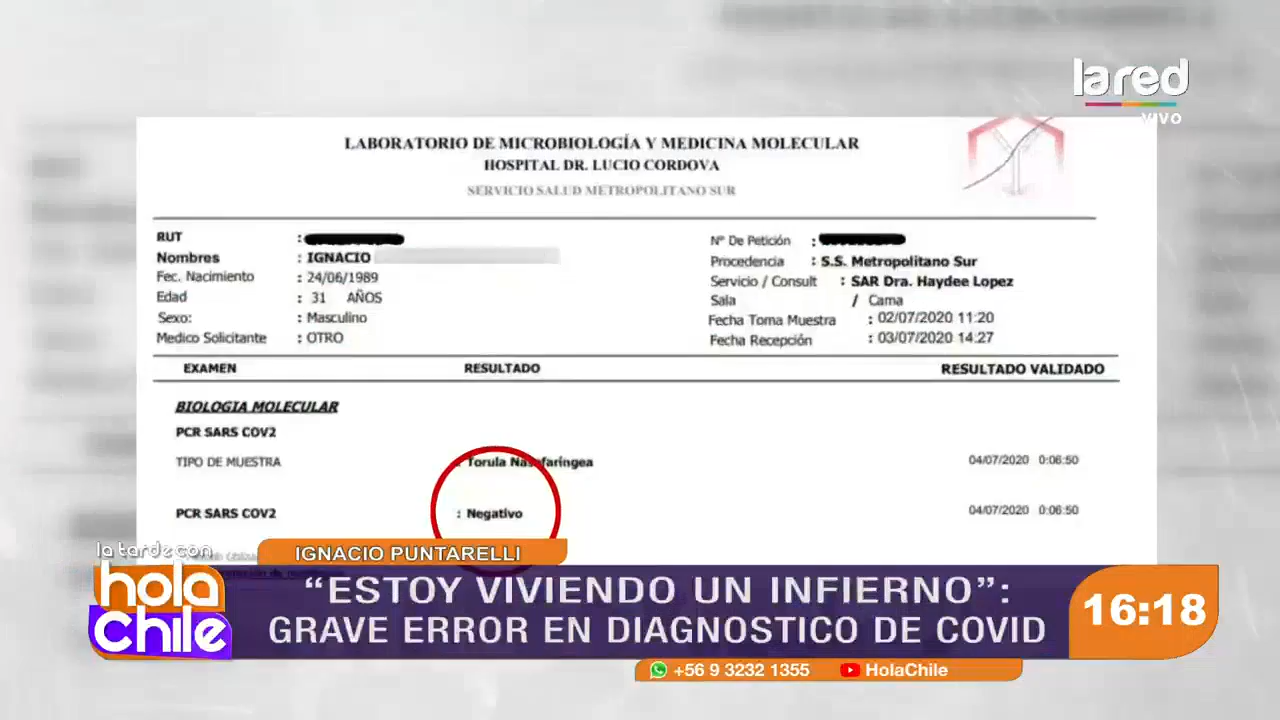 lared
VIVO
LABORATORIO DE MICROBIOLOGÍA Y MEDICINA MOLECULAR
HOSPITAL DR. LUCIO CORDOVA
SERVICIO SALUD METROPOLITANO SUR
RUT :
Nº De Petición :
Nombres : IGNACIO
Procedencia : S.S. Metropolitano Sur
Fec. Nacimiento : 24/06/1989
Servicio / Consult : SAR Dra. Haydee Lopez
Edad : 31 AÑOS
Sala / Cama
Sexo: : Masculino
Fecha Toma Muestra : 02/07/2020 11:20
Medico Solicitante : OTRO
Fecha Recepción : 03/07/2020 14:27
EXAMEN RESULTADO RESULTADO VALIDADO
BIOLOGIA MOLECULAR
PCR SARS COV2
TIPO DE MUESTRA : Torula Nasofaríngea 04/07/2020 0:06:50
PCR SARS COV2 : Negativo 04/07/2020 0:06:50
la tarde con
hola
chile
IGNACIO PUNTARELLI
“ESTOY VIVIENDO UN INFIERNO”:
GRAVE ERROR EN DIAGNOSTICO DE COVID
16:18
+56 9 3232 1355 HolaChile